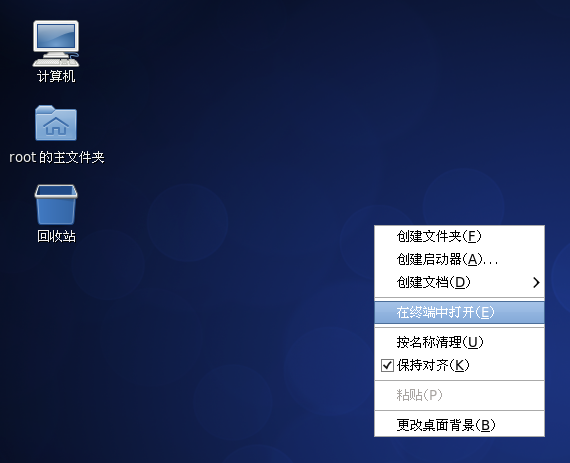 计算机
root 的主文件夹
回收站
创建文件夹(F)
创建启动器(A)...
创建文档(D)
在终端中打开(E)
按名称清理(U)
保持对齐(K)
粘贴(P)
更改桌面背景(B)